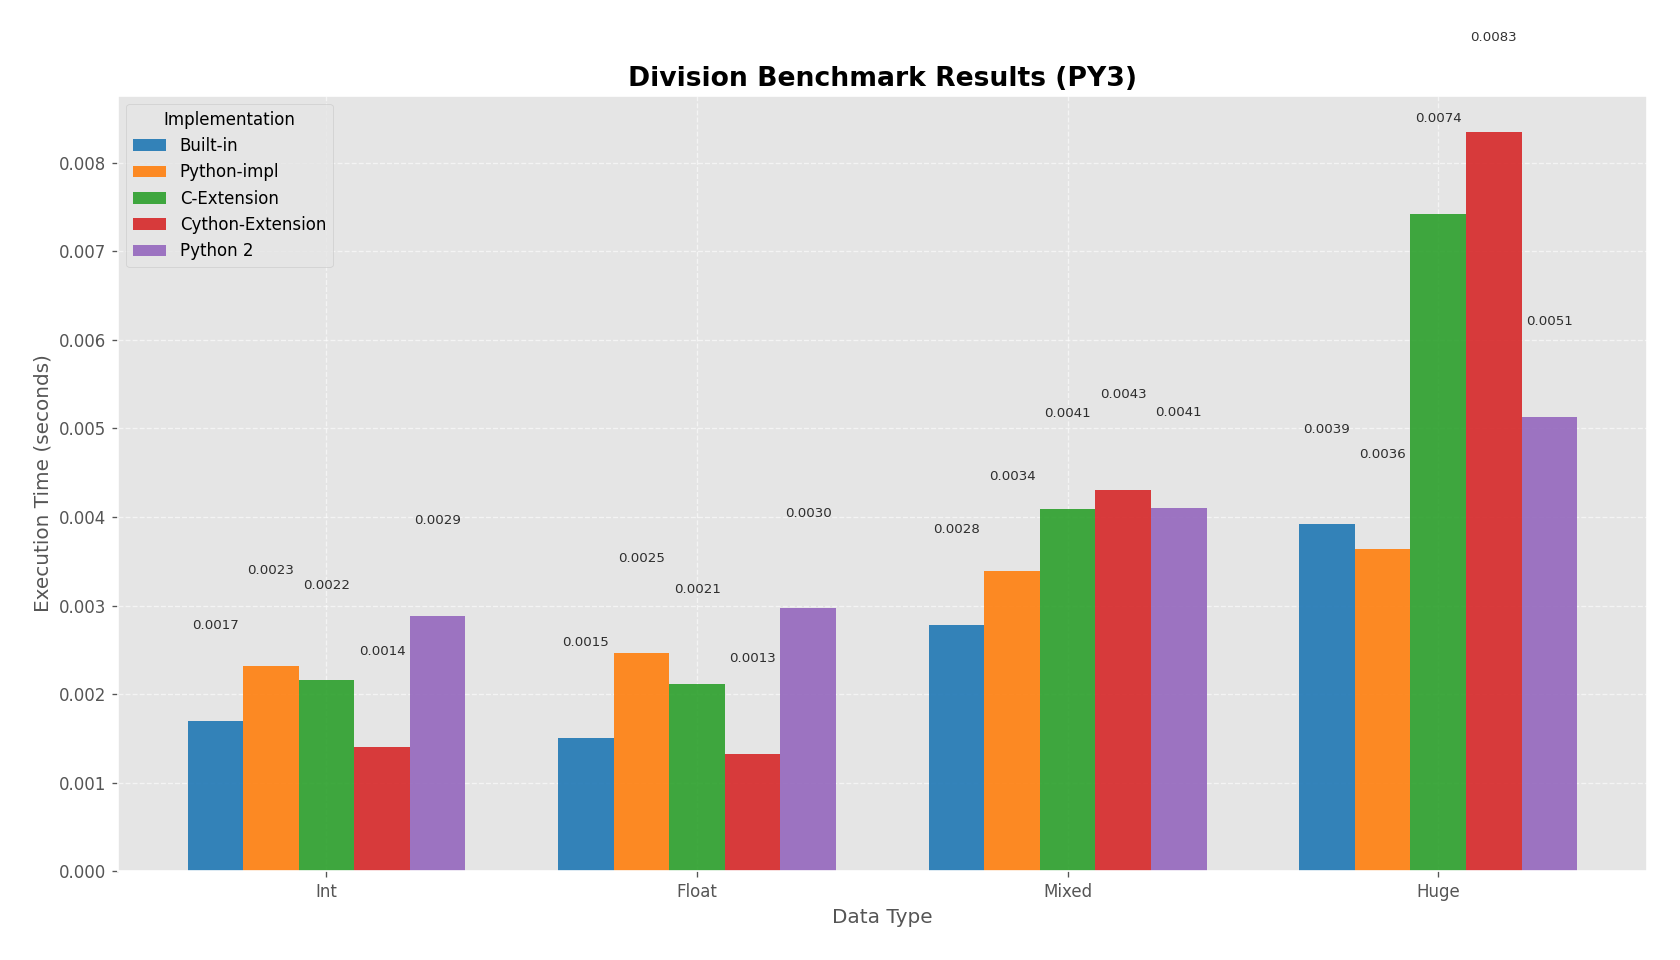 0.0083
Division Benchmark Results (PY3)
Implementation
Built-in
Python-impl
C-Extension
Cython-Extension
Python 2
Execution Time (seconds)
0.008
0.007
0.006
0.005
0.004
0.003
0.002
0.001
0.000
0.0017
0.0023
0.0022
0.0014
0.0029
0.0015
0.0025
0.0021
0.0013
0.0030
0.0028
0.0034
0.0041
0.0043
0.0041
0.0039
0.0036
0.0074
0.0051
Int
Float
Mixed
Huge
Data Type